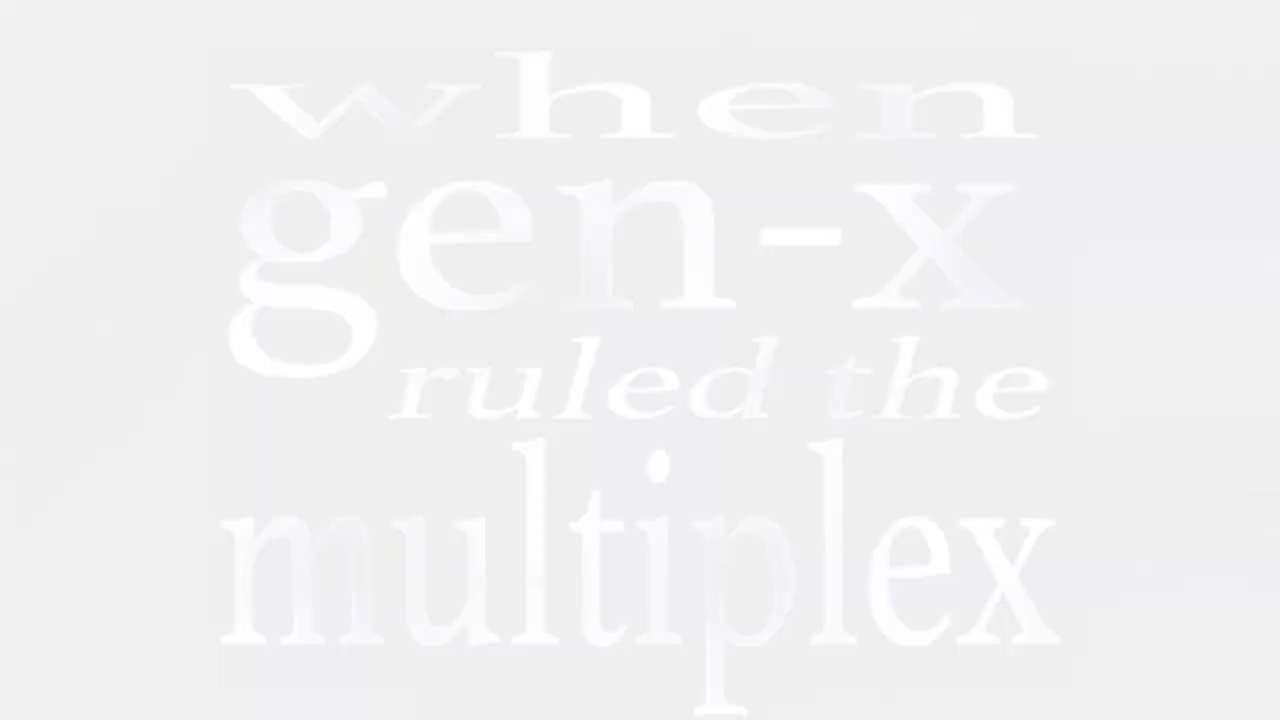 when
gen-x
ruled the
multiplex